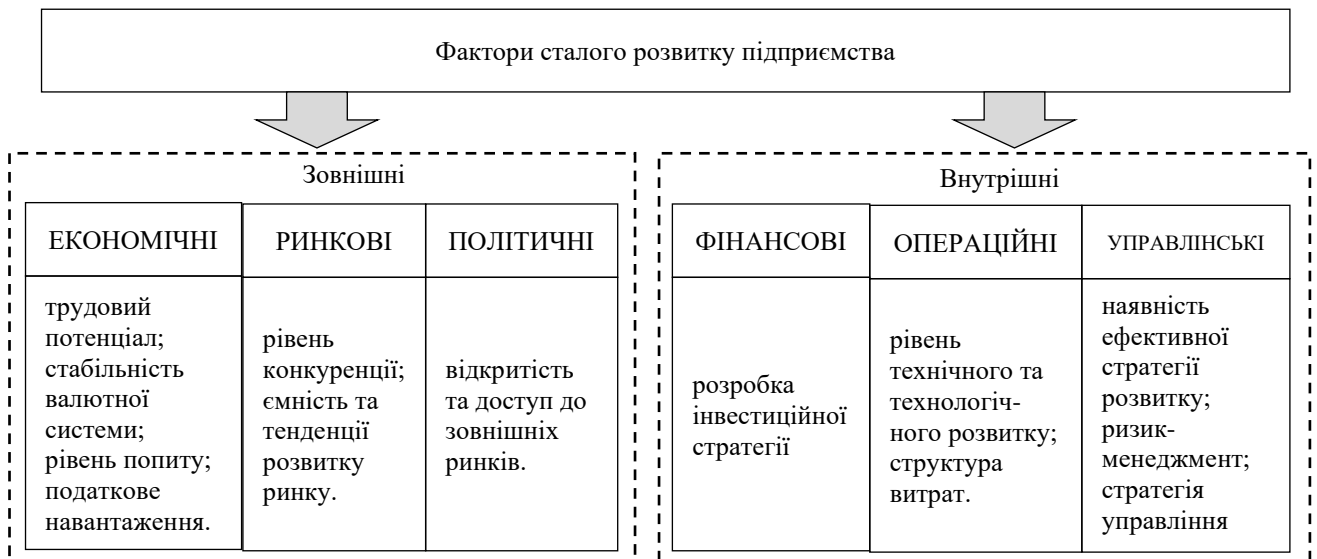 Фактори сталого розвитку підприємства
Зовнішні
ЕКОНОМІЧНІ
РИНКОВІ
ПОЛІТИЧНІ
трудовий
потенціал;
стабільність
валютної
системи;
рівень попиту;
податкове
навантаження.
рівень
конкуренції;
ємність та
тенденції
розвитку
ринку.
відкритість
та доступ до
зовнішніх
ринків.
Внутрішні
ФІНАНСОВІ
ОПЕРАЦІЙНІ
УПРАВЛІНСЬКІ
розробка
інвестиційної
стратегії
рівень
технічного та
технологіч-
ного розвитку;
структура
витрат.
наявність
ефективної
стратегії
розвитку;
ризик-
менеджмент;
стратегія
управління